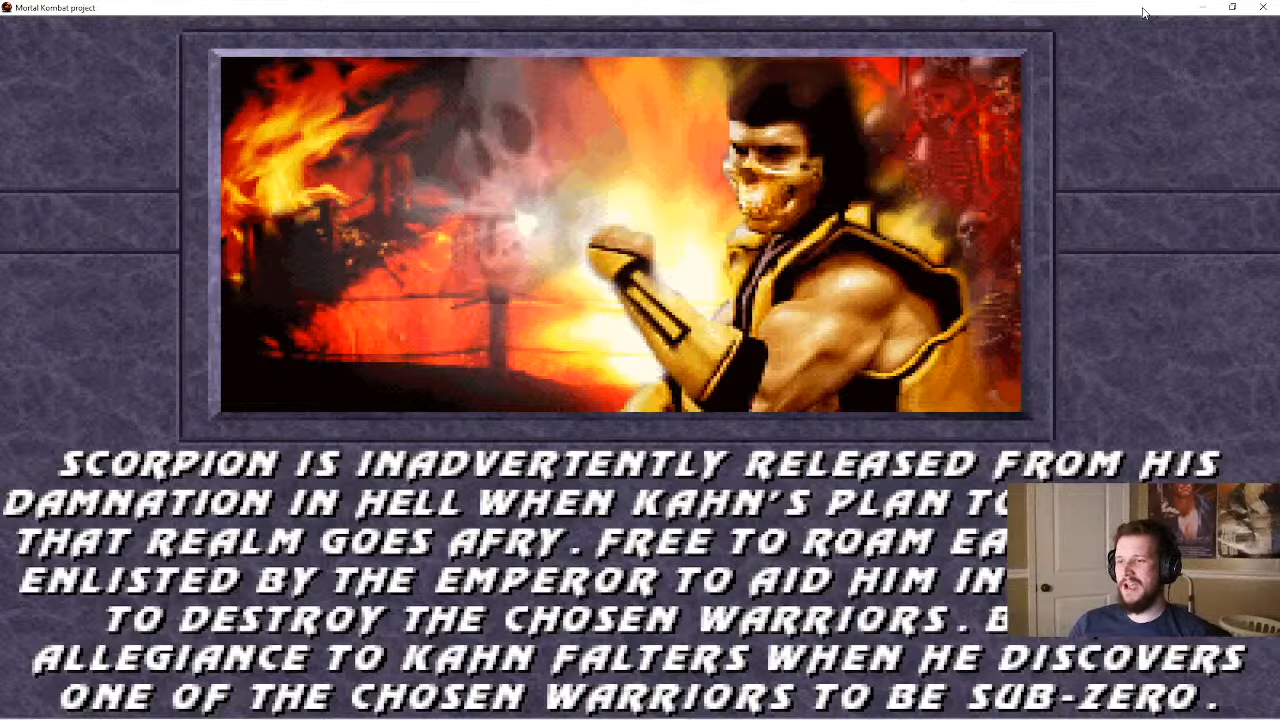 Mortal Kombat project
SCORPION IS INADVERTENTLY RELEASED FROM HIS
DAMNATION IN HELL WHEN KAHN'S PLAN TO
THAT REALM GOES AFRY. FREE TO ROAM
ENLISTED BY THE EMPEROR TO AID HIM IN
TO DESTROY THE CHOSEN WARRIORS.
ALLEGIANCE TO KAHN FALTERS WHEN HE DISCOVERS
ONE OF THE CHOSEN WARRIORS TO BE SUB-ZERO.